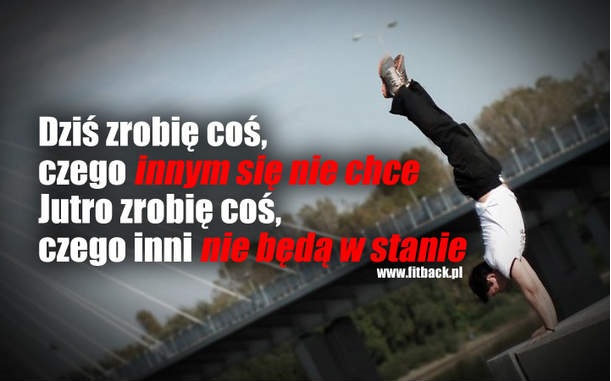 Dziś zrobię coś,
czego innym się nie chce
Jutro zrobię coś,
czego inni nie będą w stanie
www.fitback.pl